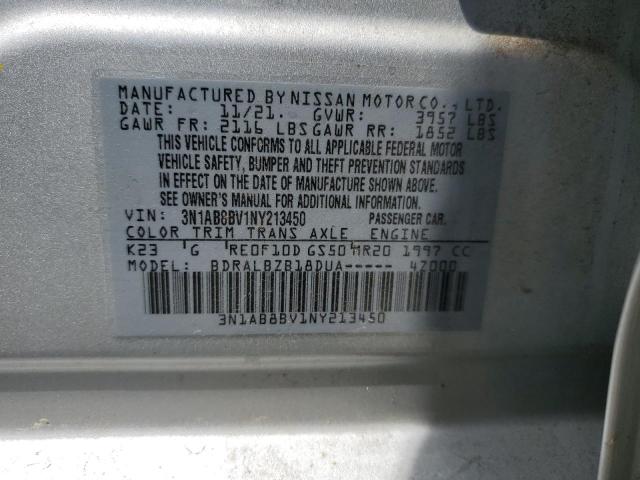 MANUFACTURED BY NISSAN MOTOR CO., LTD.
DATE: 11/21. GVWR: 3957 LBS
GAWR FR: 2116 LBS GAWR RR: 1852 LBS
THIS VEHICLE CONFORMS TO ALL APPLICABLE FEDERAL MOTOR
VEHICLE SAFETY, BUMPER AND THEFT PREVENTION STANDARDS
IN EFFECT ON THE DATE OF MANUFACTURE SHOWN ABOVE.
SEE OWNERS MANUAL FOR ADDITIONAL INFORMATION.
VIN: 3N1AB8BV1NY213450 PASSENGER CAR.
COLOR TRIM TRANS AXLE ENGINE
K23 G RE0F10D GS50 MR20 1997 CC
MODEL: BDRALBZB18DUA----- 4Z000
3N1AB8BV1NY213450